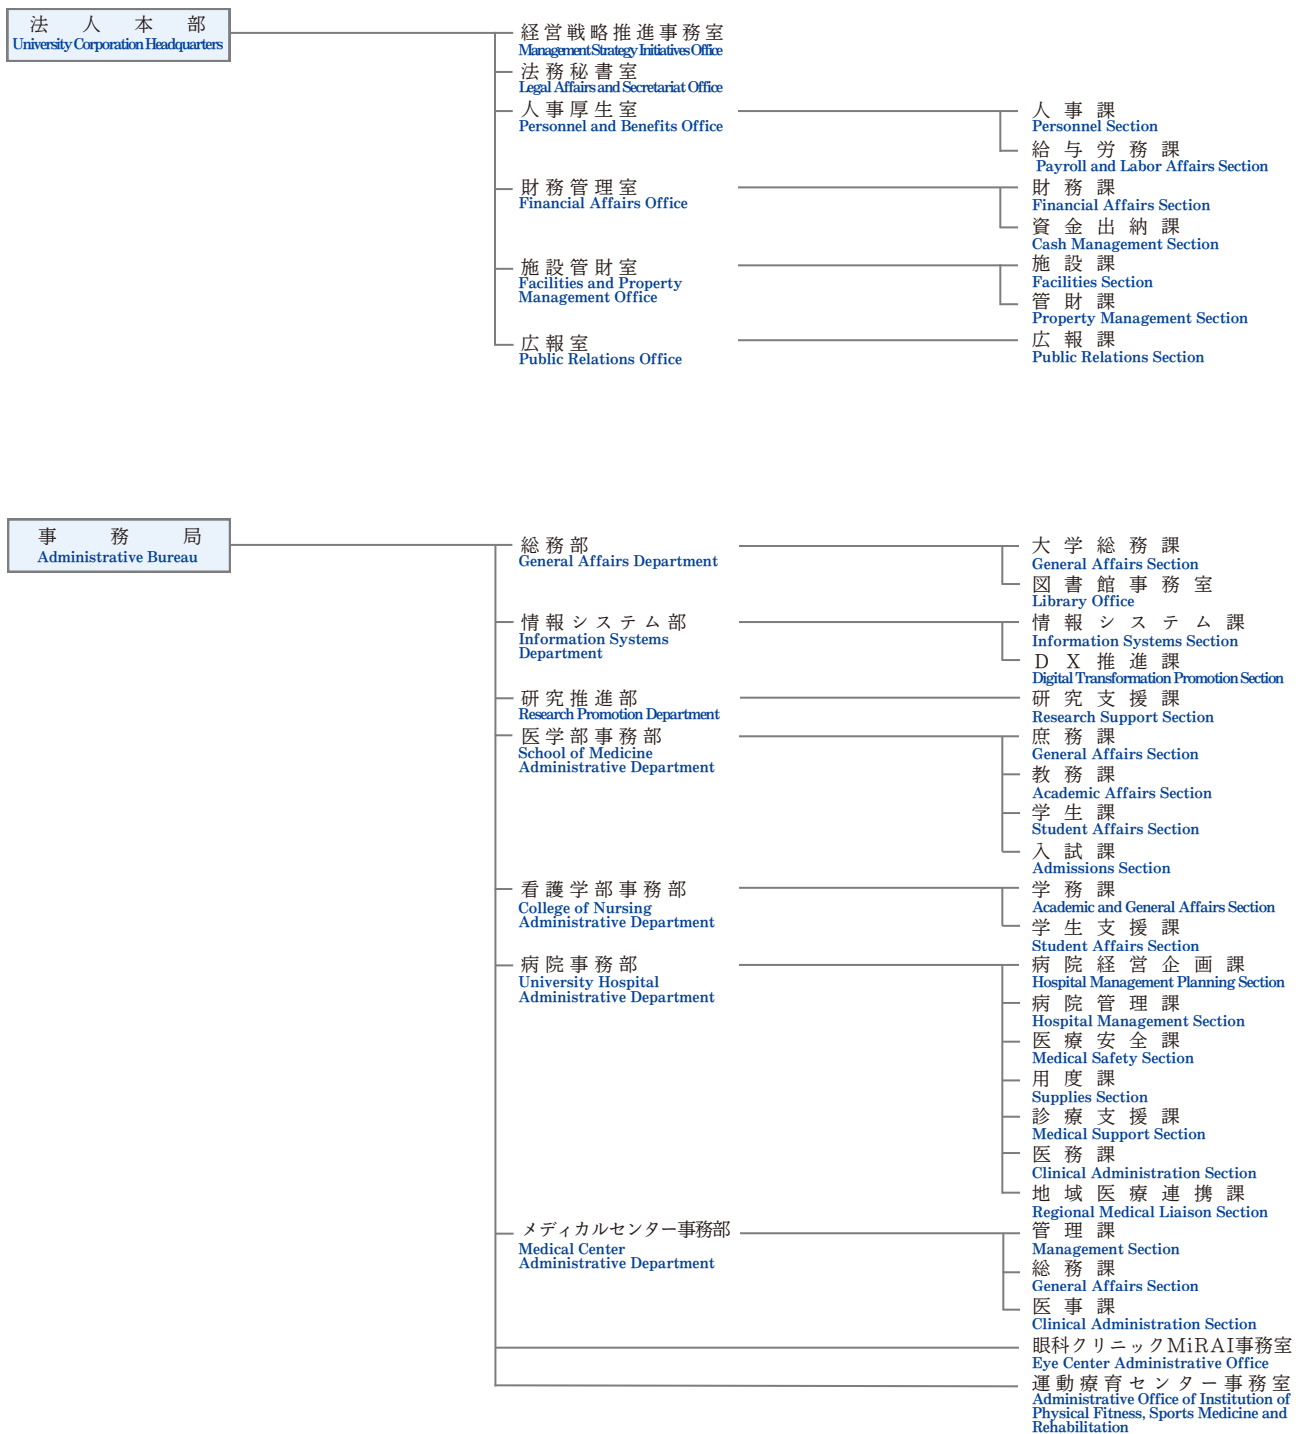 法人本部
University Corporation Headquarters
経営戦略推進事務室
Management Strategy Initiatives Office
法務秘書室
Legal Affairs and Secretariat Office
人事厚生室
Personnel and Benefits Office
人事課
Personnel Section
給与労務課
Payroll and Labor Affairs Section
財務管理室
Financial Affairs Office
財務課
Financial Affairs Section
資金出納課
Cash Management Section
施設管財室
Facilities and Property
Management Office
施設課
Facilities Section
管財課
Property Management Section
広報室
Public Relations Office
広報課
Public Relations Section
事務局
Administrative Bureau
総務部
General Affairs Department
大学総務課
General Affairs Section
図書館事務室
Library Office
情報システム部
Information Systems
Department
情報システム課
Information Systems Section
DX推進課
Digital Transformation Promotion Section
研究推進部
Research Promotion Department
研究支援課
Research Support Section
医学部事務部
School of Medicine
Administrative Department
庶務課
General Affairs Section
教務課
Academic Affairs Section
学生課
Student Affairs Section
入試課
Admissions Section
看護学部事務部
College of Nursing
Administrative Department
学務課
Academic and General Affairs Section
学生支援課
Student Affairs Section
病院事務部
University Hospital
Administrative Department
病院経営企画課
Hospital Management Planning Section
病院管理課
Hospital Management Section
医療安全課
Medical Safety Section
用度課
Supplies Section
診療支援課
Medical Support Section
医務課
Clinical Administration Section
地域医療連携課
Regional Medical Liaison Section
メディカルセンター事務部
Medical Center
Administrative Department
管理課
Management Section
総務課
General Affairs Section
医事課
Clinical Administration Section
眼科クリニックMiRAI事務室
Eye Center Administrative Office
運動療育センター事務室
Administrative Office of Institution of
Physical Fitness, Sports Medicine and
Rehabilitation